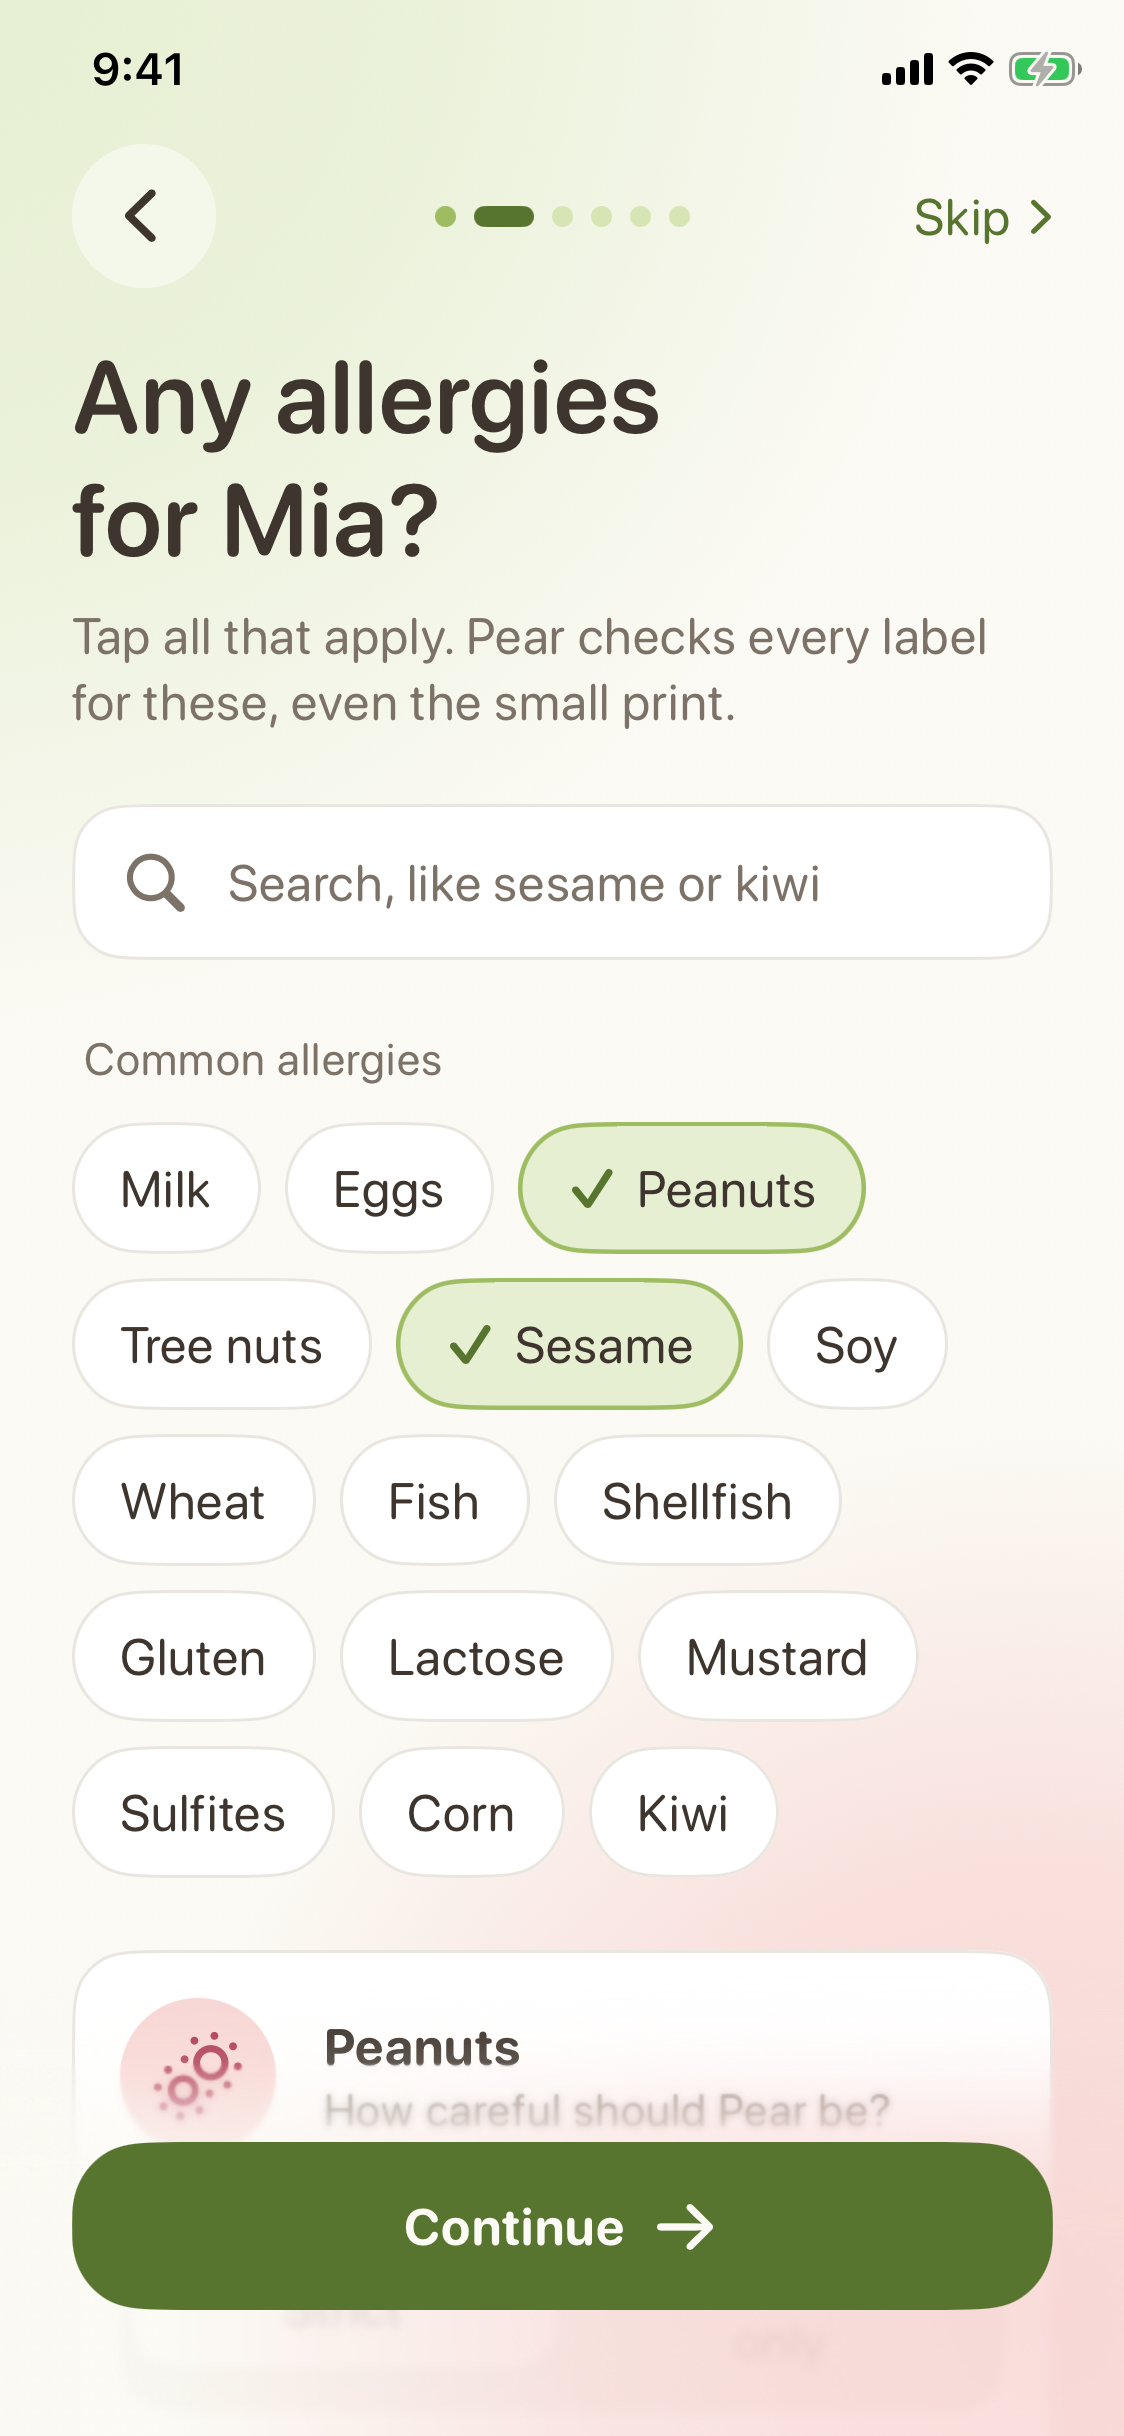 9:41
Skip
Any allergies
for Mia?
Tap all that apply. Pear checks every label
for these, even the small print.
Search, like sesame or kiwi
Common allergies
Milk
Eggs
Peanuts
Tree nuts
Sesame
Soy
Wheat
Fish
Shellfish
Gluten
Lactose
Mustard
Sulfites
Corn
Kiwi
Peanuts
How careful should Pear be?
Continue
only